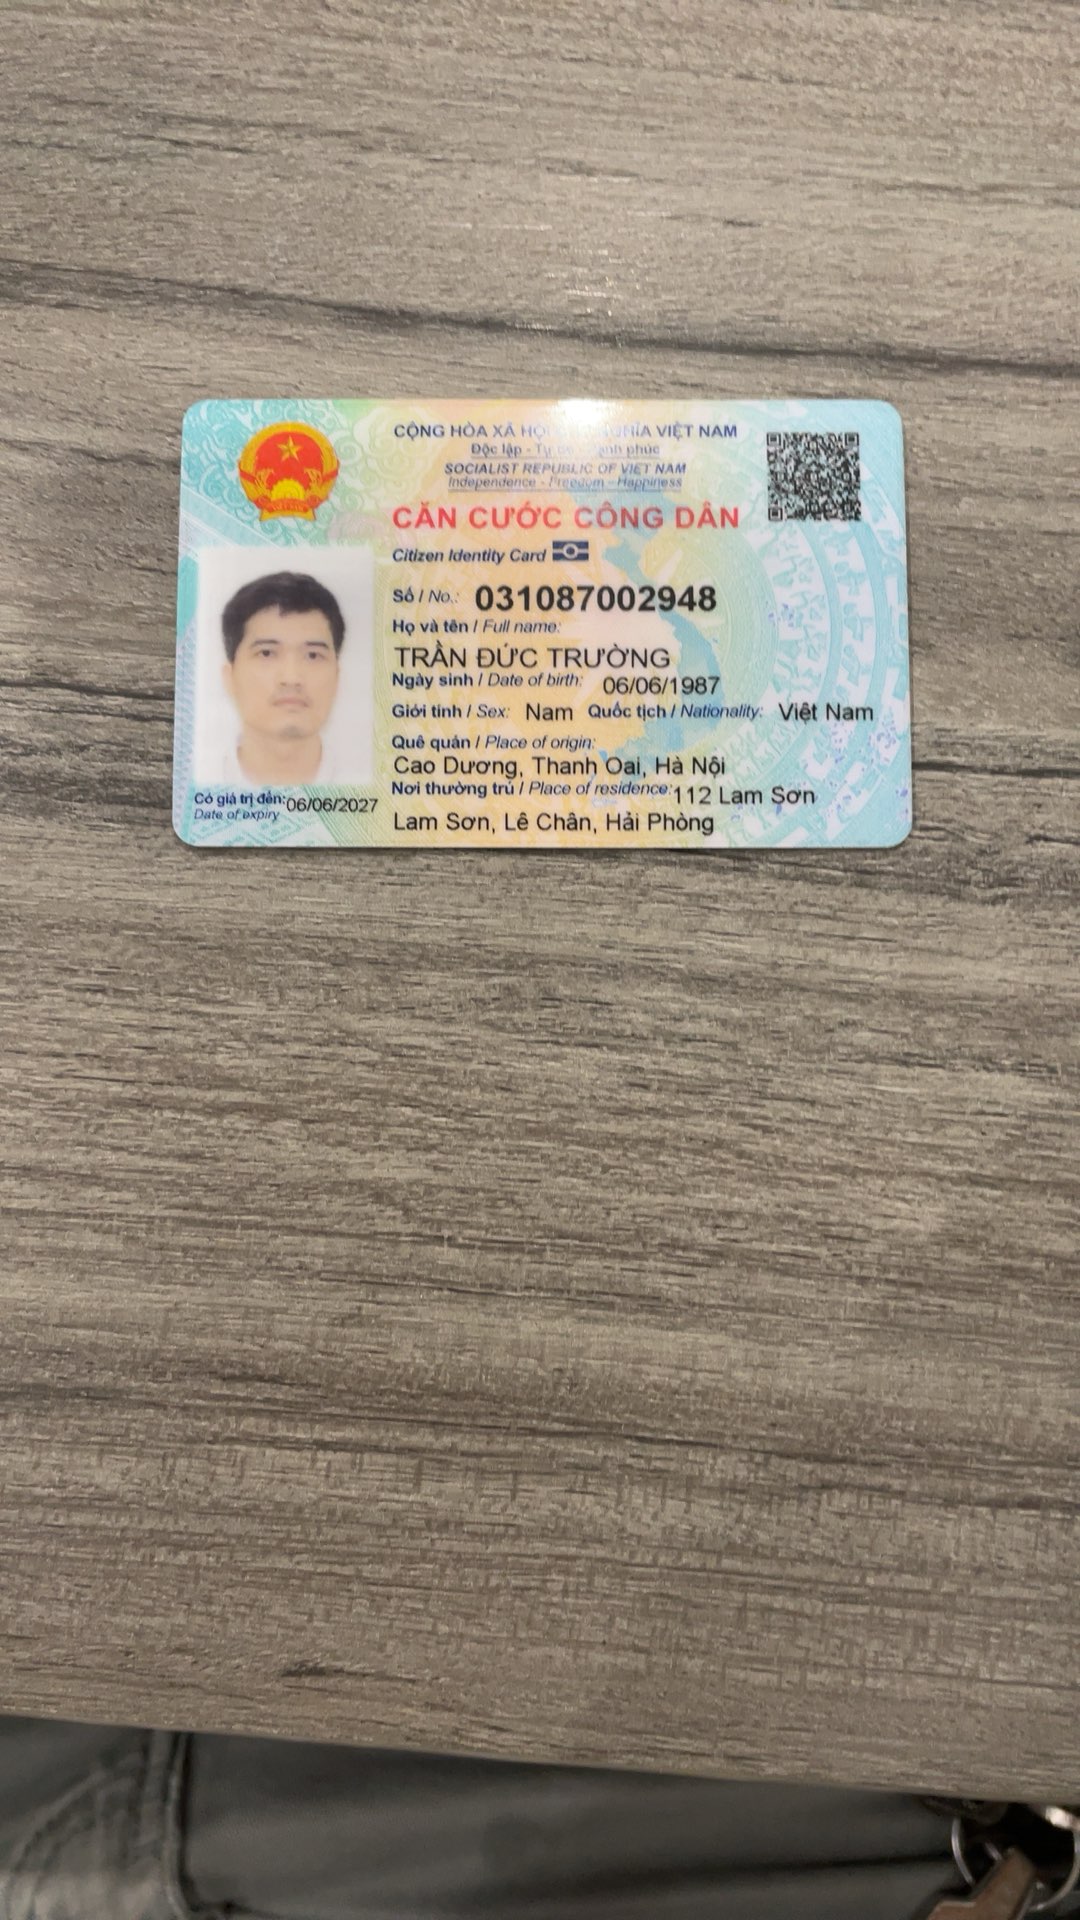 CỘNG HÒA XÃ HỘI NGHĨA VIỆT NAM
Độc lập - Tự do - Hạnh phúc
SOCIALIST REPUBLIC OF VIET NAM
Independence - Freedom - Happiness
CĂN CƯỚC CÔNG DÂN
Citizen Identity Card
Số / No.: 031087002948
Họ và tên / Full name:
TRẦN ĐỨC TRƯỜNG
Ngày sinh / Date of birth: 06/06/1987
Giới tính / Sex: Nam Quốc tịch / Nationality: Việt Nam
Quê quán / Place of origin:
Cao Dương, Thanh Oai, Hà Nội
Nơi thường trú / Place of residence: 112 Lam Sơn
Lam Sơn, Lê Chân, Hải Phòng
Có giá trị đến: 06/06/2027
Date of expiry